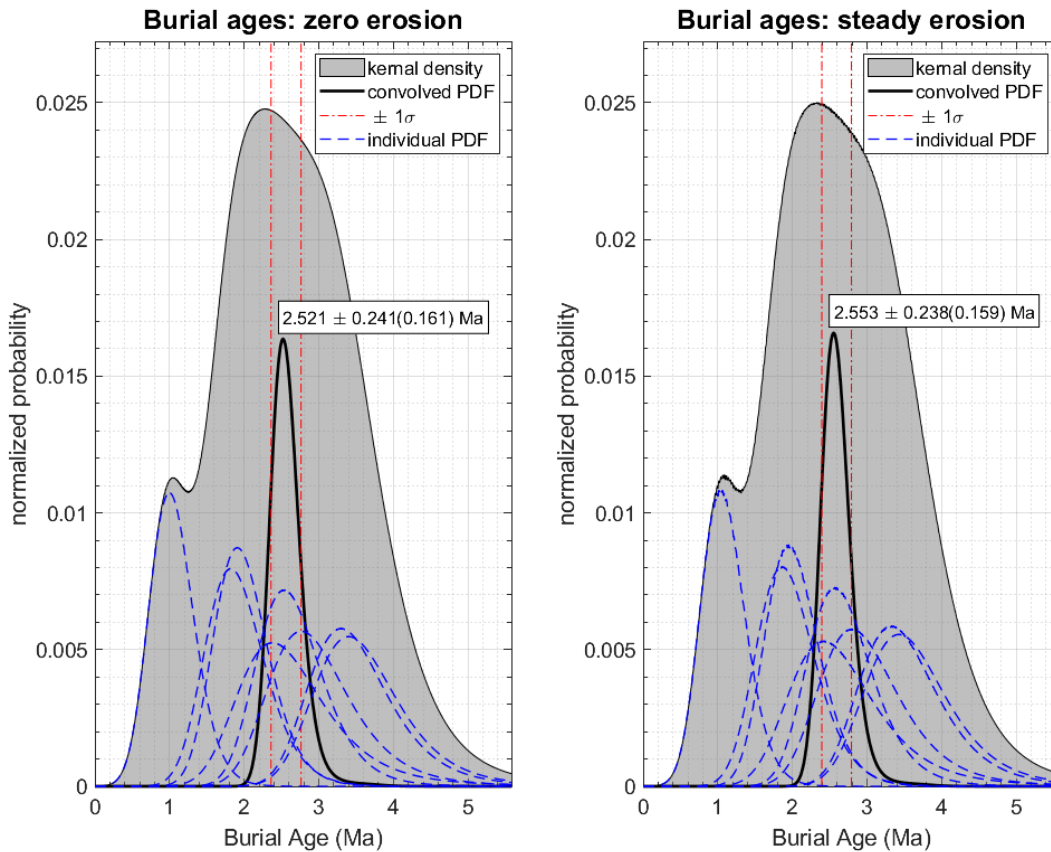 Burial ages: zero erosion
kernal density
convolved PDF
± 1σ
individual PDF
2.521 ± 0.241(0.161) Ma
normalized probability
0.025
0.02
0.015
0.01
0.005
0
0 1 2 3 4 5
Burial Age (Ma)
Burial ages: steady erosion
kernal density
convolved PDF
± 1σ
individual PDF
2.553 ± 0.238(0.159) Ma
normalized probability
0.025
0.02
0.015
0.01
0.005
0
0 1 2 3 4 5
Burial Age (Ma)